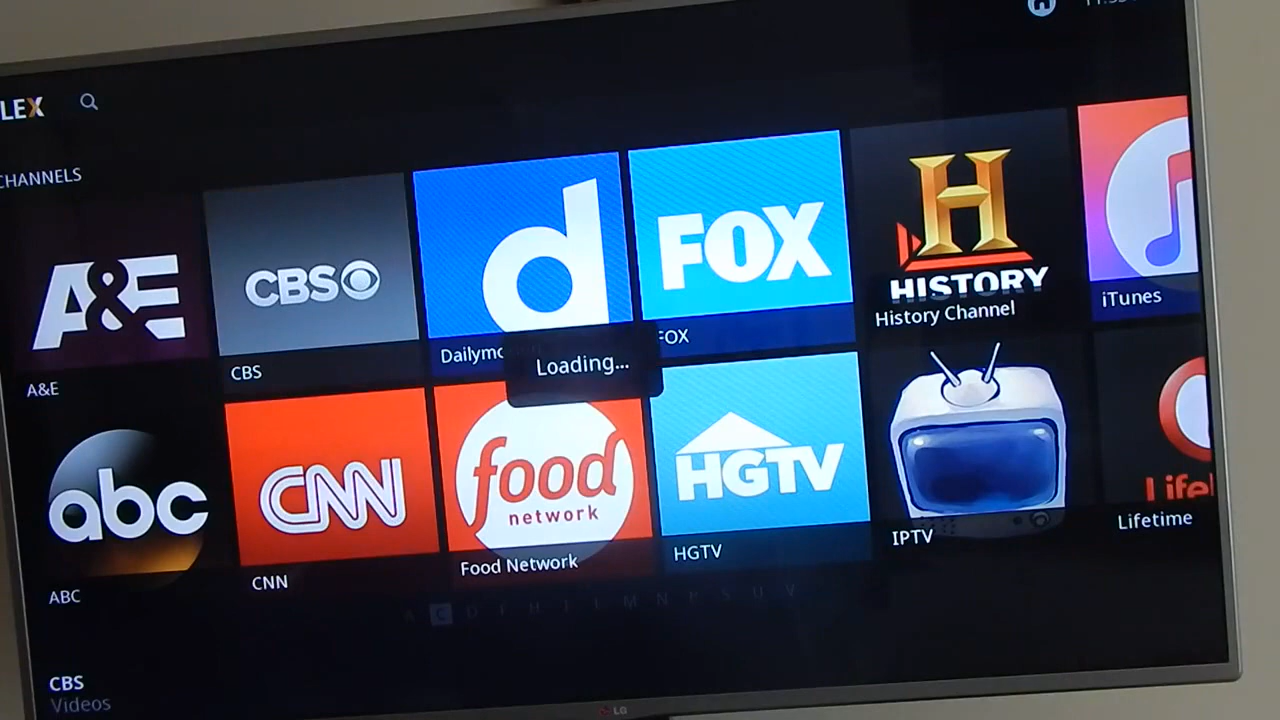 LEX
CHANNELS
A&E
CBS
d
FOX
HISTORY
A&E
CBS
Dailymo
FOX
History Channel
iTunes
Loading...
abc
CNN
food
network
HGTV
Lifel
ABC
CNN
Food Network
HGTV
IPTV
Lifetime
A C D F H I L M N P S U V
CBS
Videos
LG